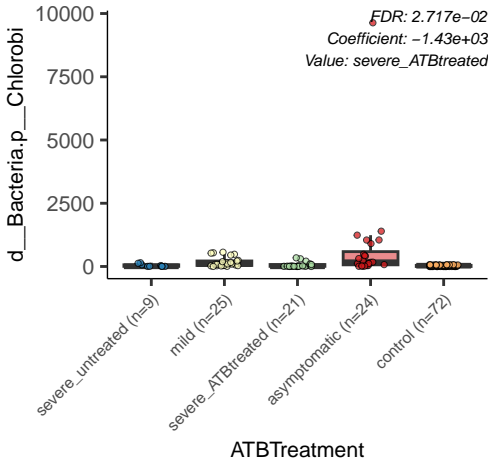 FDR: 2.717e−02
Coefficient: −1.43e+03
Value: severe_ATBtreated
d__Bacteria.p__Chlorobi
10000
7500
5000
2500
0
severe_untreated (n=9)
mild (n=25)
severe_ATBtreated (n=21)
asymptomatic (n=24)
control (n=72)
ATBTreatment